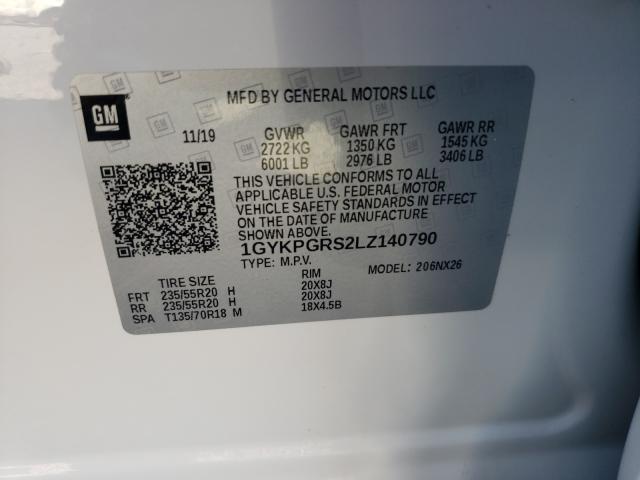 GM
MFD BY GENERAL MOTORS LLC
11/19 GVWR GAWR FRT GAWR RR
2722 KG 1350 KG 1545 KG
6001 LB 2976 LB 3406 LB
THIS VEHICLE CONFORMS TO ALL
APPLICABLE U.S. FEDERAL MOTOR
VEHICLE SAFETY STANDARDS IN EFFECT
ON THE DATE OF MANUFACTURE
SHOWN ABOVE.
1GYKPGRS2LZ140790
TYPE: M.P.V. MODEL: 206NX26
TIRE SIZE RIM
FRT 235/55R20 H 20X8J
RR 235/55R20 H 20X8J
SPA T135/70R18 M 18X4.5B